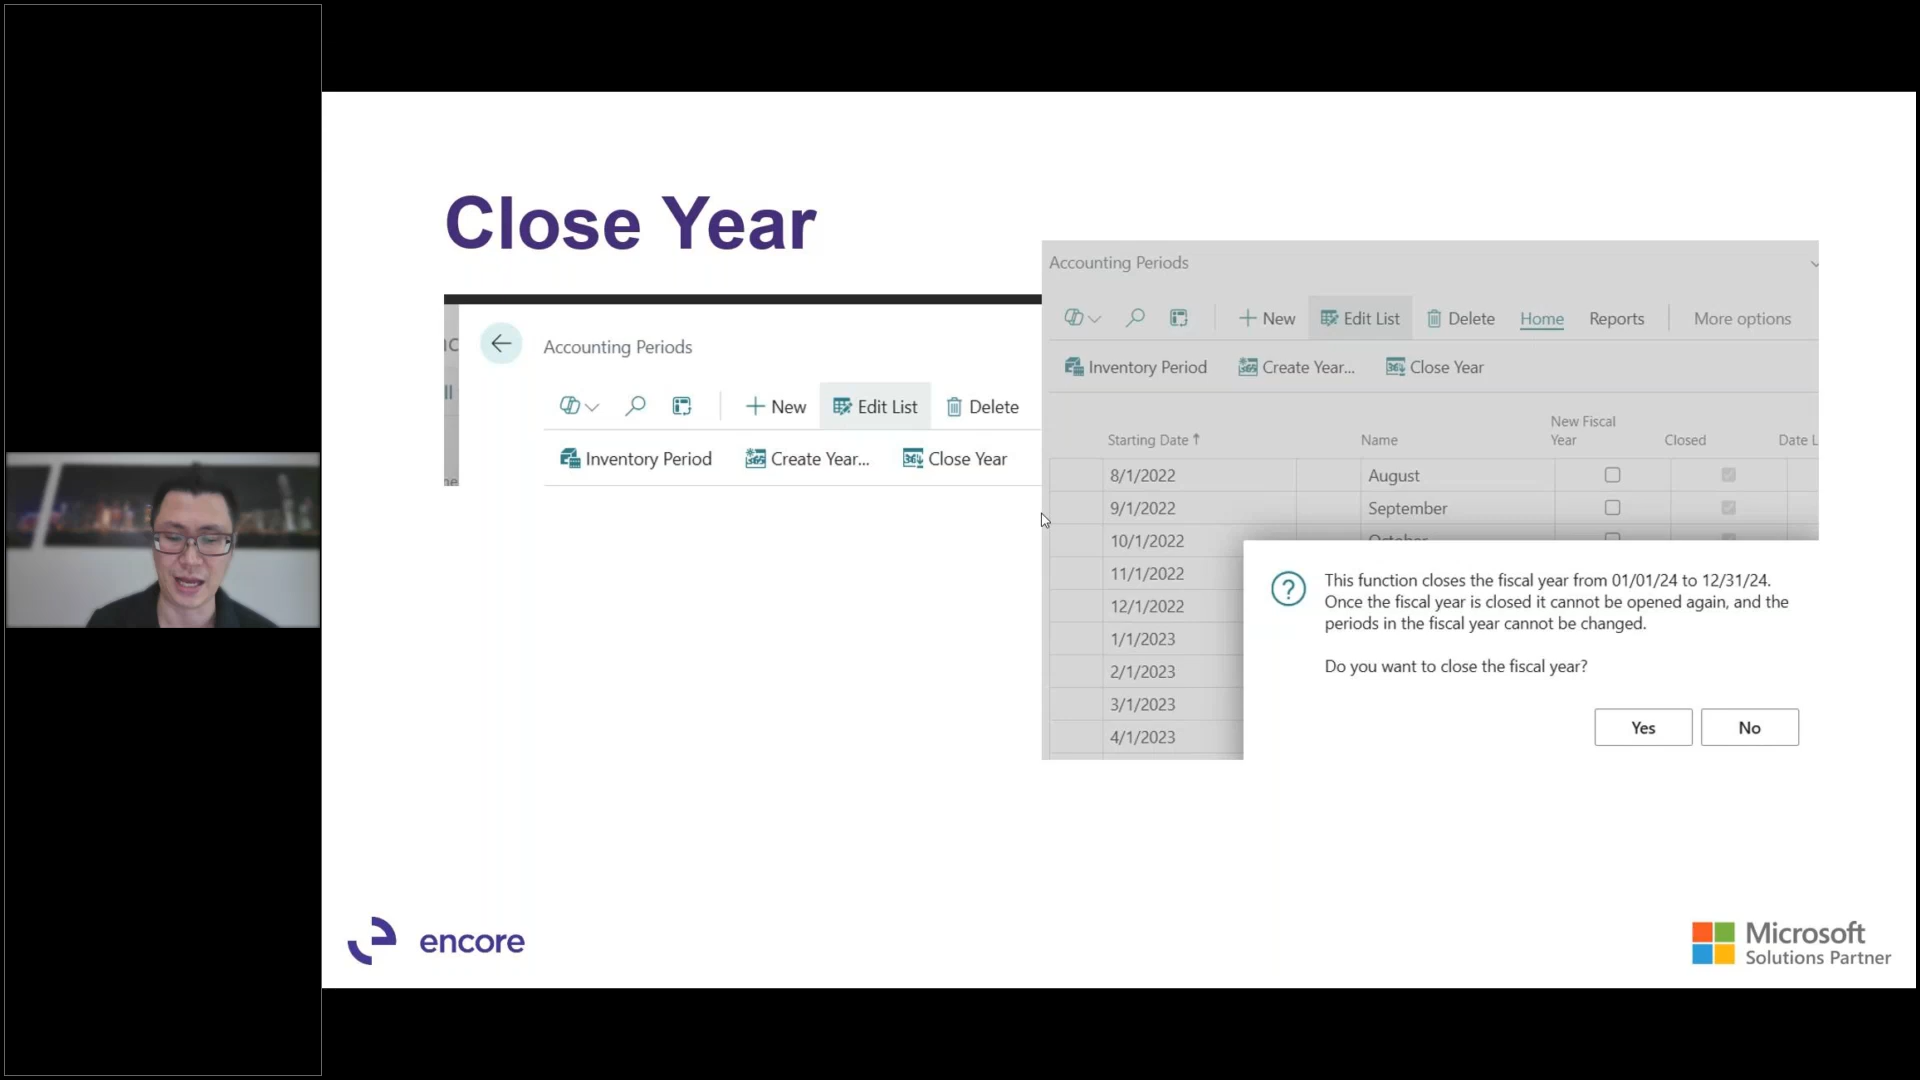 Close Year
Accounting Periods
New Edit List Delete
Inventory Period Create Year... Close Year
Accounting Periods
New Edit List Delete Home Reports More options
Inventory Period Create Year... Close Year
Starting Date Name New Fiscal Year Closed Date L
8/1/2022 August
9/1/2022 September
10/1/2022 October
11/1/2022
12/1/2022
1/1/2023
2/1/2023
3/1/2023
4/1/2023
This function closes the fiscal year from 01/01/24 to 12/31/24.
Once the fiscal year is closed it cannot be opened again, and the
periods in the fiscal year cannot be changed.
Do you want to close the fiscal year?
Yes No
encore
Microsoft
Solutions Partner